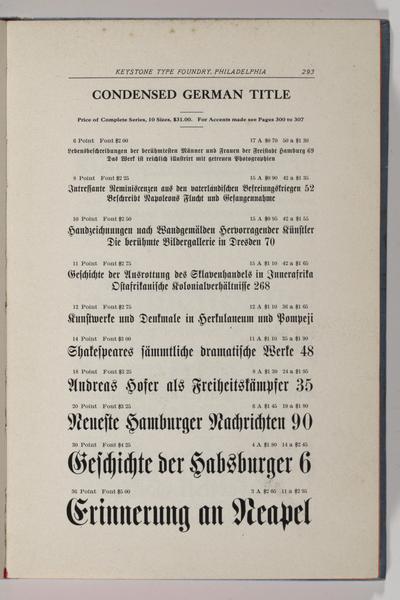 KEYSTONE TYPE FOUNDRY, PHILADELPHIA 293
CONDENSED GERMAN TITLE
Price of Complete Series, 10 Sizes, $31.00. For Accents made see Pages 300 to 307
6 Point Font $2 00 17 A $0 70 50 a $1 30
Lebensbeschreibungen der berühmtesten Männer und Frauen der Freistadt Hamburg 69
Das Werk ist reichlich illustrirt mit getreuen Photographien
8 Point Font $2 25 15 A $0 90 42 a $1 35
Interessante Reminiscenzen aus den vaterländischen Befreiungskriegen 52
Beschreibt Napoleons Flucht und Gefangennahme
10 Point Font $2 50 15 A $0 95 42 a $1 55
Handzeichnungen nach Wandgemälden Hervorragender Künstler
Die berühmte Bildergallerie in Dresden 70
11 Point Font $2 75 15 A $1 10 42 a $1 65
Geschichte der Ausrottung des Sklavenhandels in Innerafrika
Ostafrikanische Kolonialverhältnisse 268
12 Point Font $2 75 12 A $1 10 36 a $1 65
Kunstwerke und Denkmale in Herkulaneum und Pompeji
14 Point Font $3 00 11 A $1 10 35 a $1 90
Shakespeares sämmtliche dramatische Werke 48
18 Point Font $3 25 8 A $1 30 24 a $1 95
Andreas Hofer als Freiheitskämpfer 35
20 Point Font $3 25 6 A $1 45 19 a $1 80
Neueste Hamburger Nachrichten 90
30 Point Font $4 25 4 A $1 80 14 a $2 45
Geschichte der Habsburger 6
36 Point Font $5 00 3 A $2 05 11 a $2 95
Erinnerung an Neapel